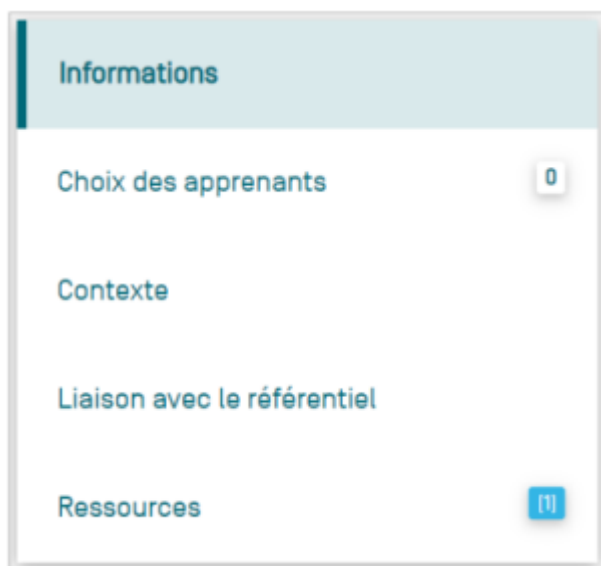 Informations
Choix des apprenants 0
Contexte
Liaison avec le référentiel
Ressources [1]